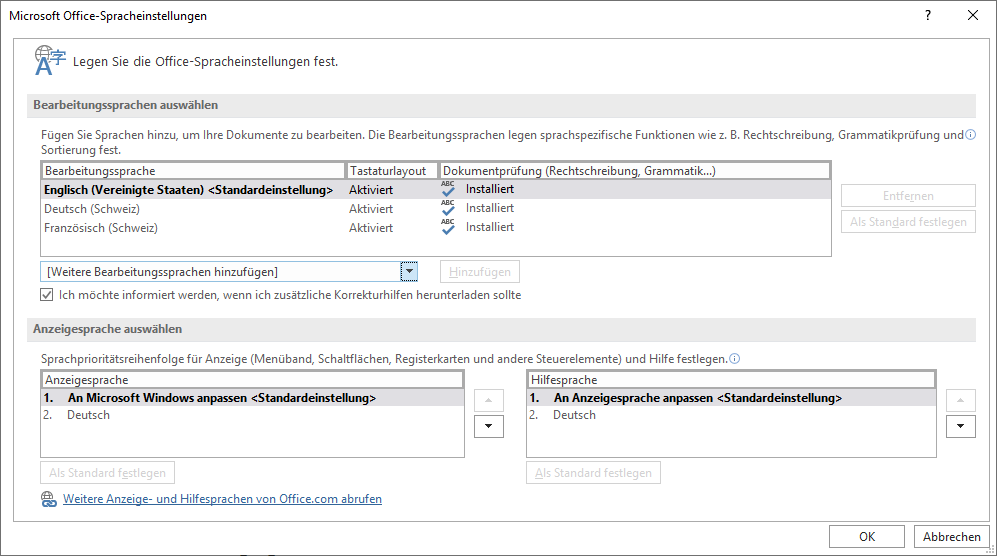 Microsoft Office-Spracheinstellungen
?
A字 Legen Sie die Office-Spracheinstellungen fest.
Bearbeitungssprachen auswählen
Fügen Sie Sprachen hinzu, um Ihre Dokumente zu bearbeiten. Die Bearbeitungssprachen legen sprachspezifische Funktionen wie z. B. Rechtschreibung, Grammatikprüfung und
Sortierung fest.
Bearbeitungssprache Tastaturlayout Dokumentprüfung (Rechtschreibung, Grammatik...)
Englisch (Vereinigte Staaten) <Standardeinstellung> Aktiviert ABC Installiert
Deutsch (Schweiz) Aktiviert ABC Installiert
Französisch (Schweiz) Aktiviert ABC Installiert
Entfernen
Als Standard festlegen
[Weitere Bearbeitungssprachen hinzufügen] Hinzufügen
Ich möchte informiert werden, wenn ich zusätzliche Korrekturhilfen herunterladen sollte
Anzeigesprache auswählen
Sprachprioritätsreihenfolge für Anzeige (Menüband, Schaltflächen, Registerkarten und andere Steuerelemente) und Hilfe festlegen.
Anzeigesprache
1. An Microsoft Windows anpassen <Standardeinstellung>
2. Deutsch
Als Standard festlegen
Hilfesprache
1. An Anzeigesprache anpassen <Standardeinstellung>
2. Deutsch
Als Standard festlegen
Weitere Anzeige- und Hilfesprachen von Office.com abrufen
OK Abbrechen